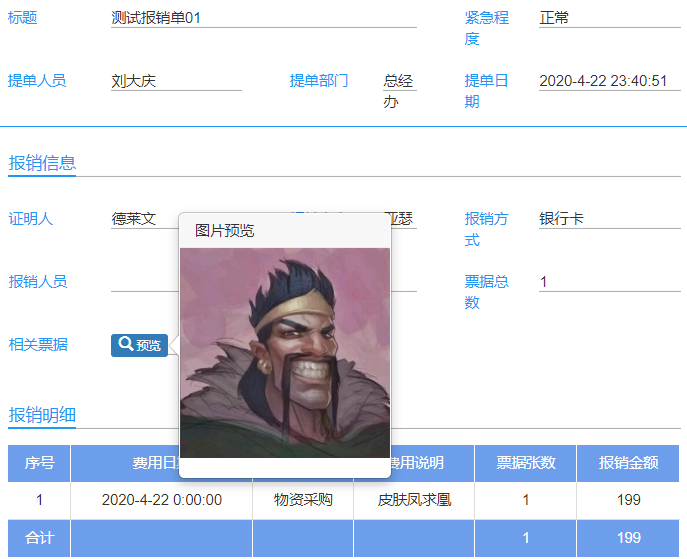 标题 测试报销单01 紧急程度 正常
提单人员 刘大庆 提单部门 总经办 提单日期 2020-4-22 23:40:51
报销信息
证明人 德莱文 亚瑟 报销方式 银行卡
图片预览
报销人员 票据总数 1
相关票据 预览
报销明细
序号 费用日 费用说明 票据张数 报销金额
1 2020-4-22 0:00:00 物资采购 皮肤凤求凰 1 199
合计 1 199